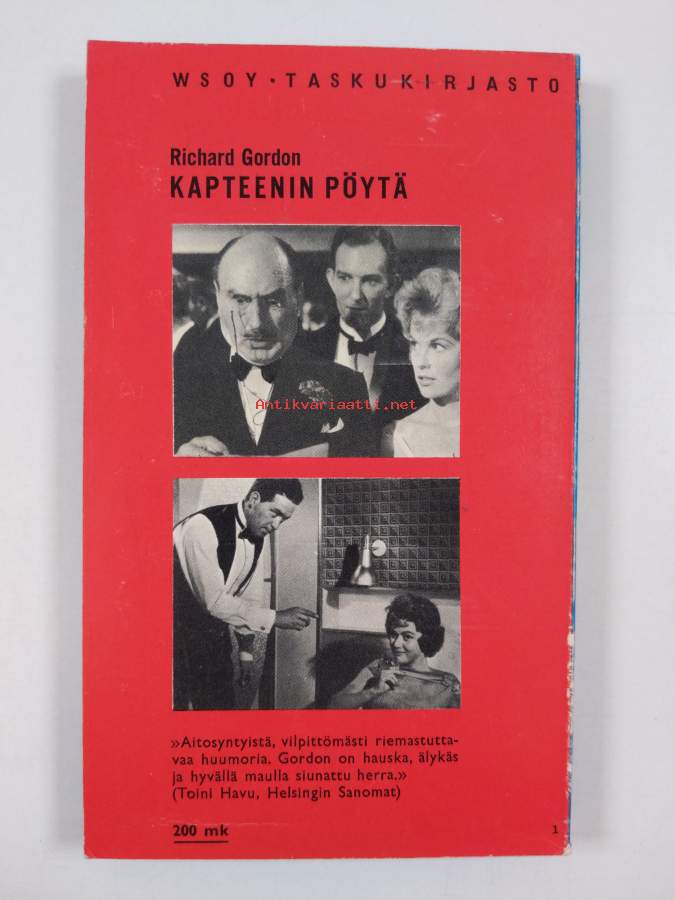 WSOY • TASKUKIRJASTO
Richard Gordon
KAPTEENIN PÖYTÄ
Antikvariaatti.net
»Aitosyntyistä, vilpittömästi riemastutta-
vaa huumoria. Gordon on hauska, älykäs
ja hyvällä maulla siunattu herra.»
(Toini Havu, Helsingin Sanomat)
200 mk
1